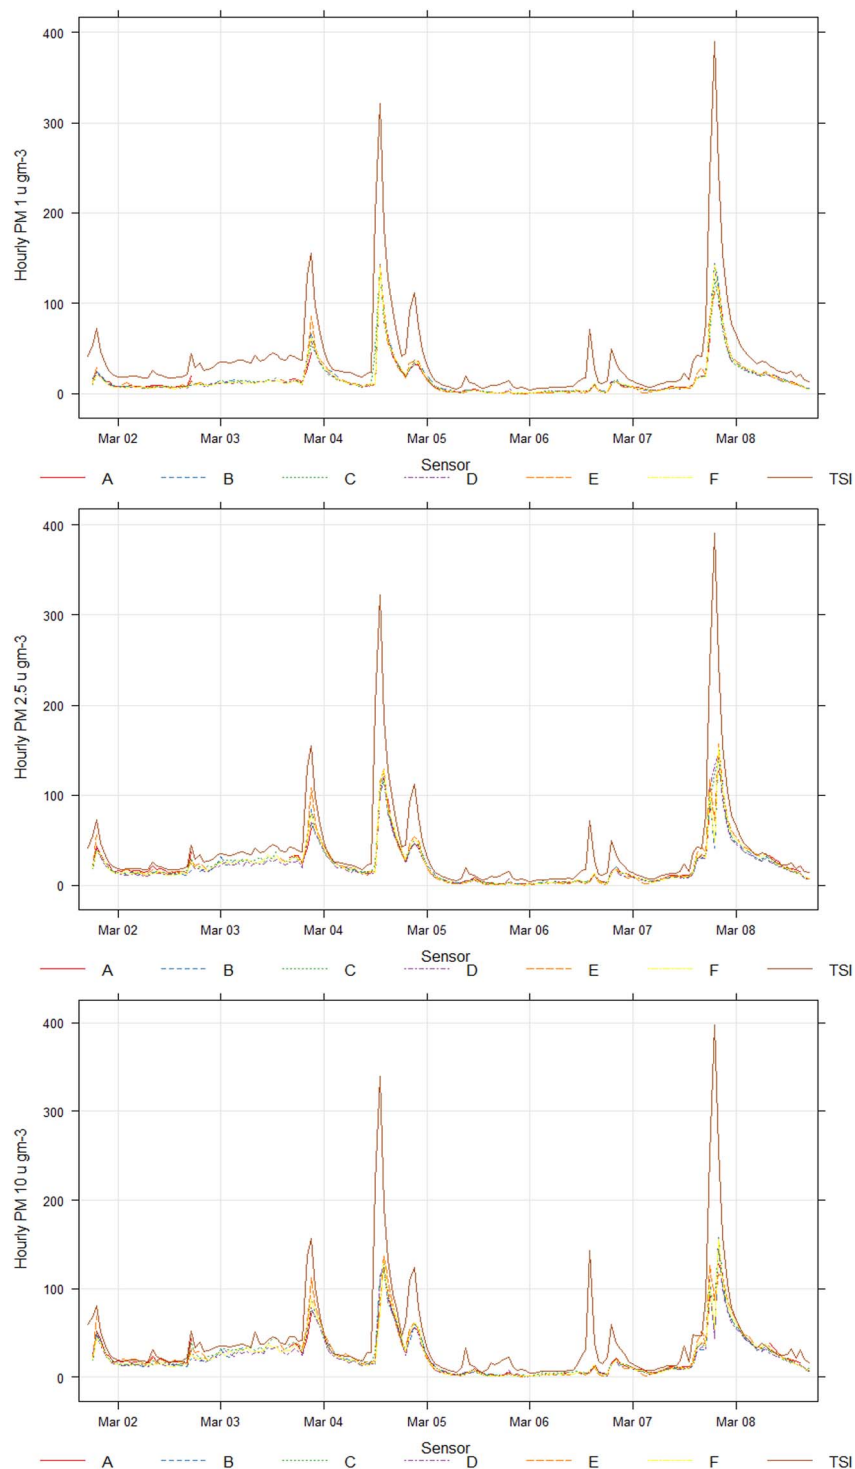 400
300
200
100
0
Hourly PM 1 u gm-3
Mar 02 Mar 03 Mar 04 Mar 05 Mar 06 Mar 07 Mar 08
Sensor
A B C D E F TSI
400
300
200
100
0
Hourly PM 2.5 u gm-3
Mar 02 Mar 03 Mar 04 Mar 05 Mar 06 Mar 07 Mar 08
Sensor
A B C D E F TSI
400
300
200
100
0
Hourly PM 10 u gm-3
Mar 02 Mar 03 Mar 04 Mar 05 Mar 06 Mar 07 Mar 08
Sensor
A B C D E F TSI